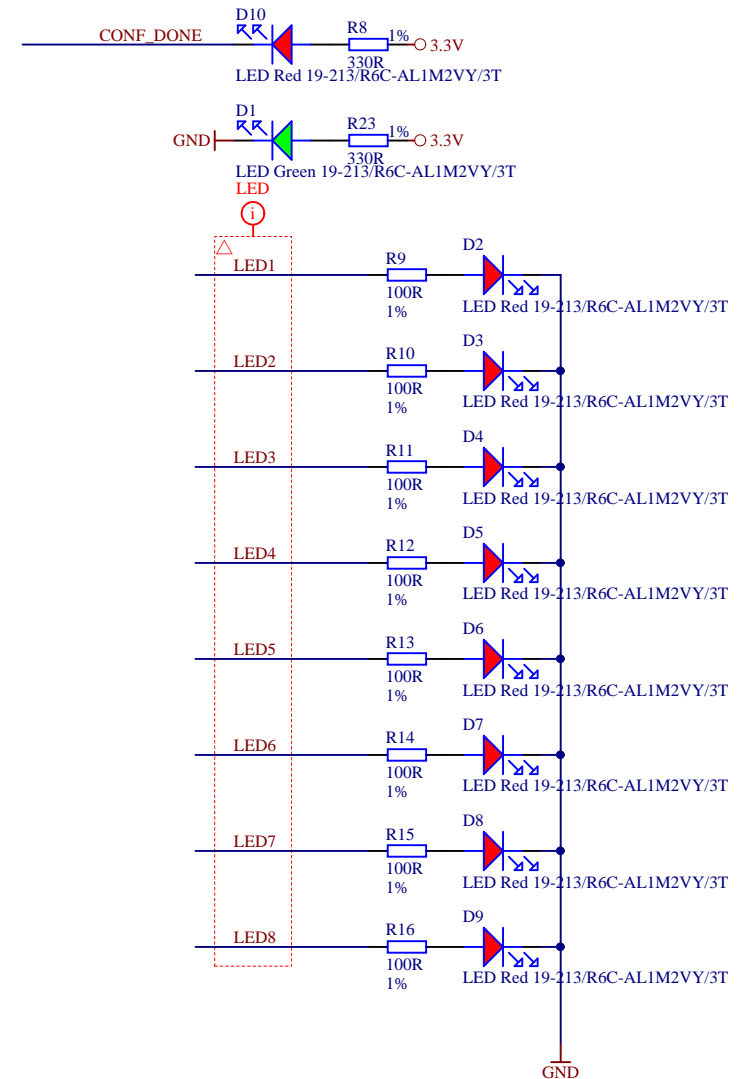 D10
R8
CONF_DONE
1%
3.3V
330R
LED Red 19-213/R6C-AL1M2VY/3T
D1
R23
1%
GND
3.3V
330R
LED Green 19-213/R6C-AL1M2VY/3T
LED
i
D2
R9
LED1
100R
LED Red 19-213/R6C-AL1M2VY/3T
1%
D3
R10
LED2
100R
LED Red 19-213/R6C-AL1M2VY/3T
1%
D4
R11
LED3
100R
LED Red 19-213/R6C-AL1M2VY/3T
1%
D5
R12
LED4
100R
LED Red 19-213/R6C-AL1M2VY/3T
1%
D6
R13
LED5
100R
LED Red 19-213/R6C-AL1M2VY/3T
1%
D7
R14
LED6
100R
LED Red 19-213/R6C-AL1M2VY/3T
1%
D8
R15
LED7
100R
LED Red 19-213/R6C-AL1M2VY/3T
1%
D9
R16
LED8
100R
LED Red 19-213/R6C-AL1M2VY/3T
1%
GND